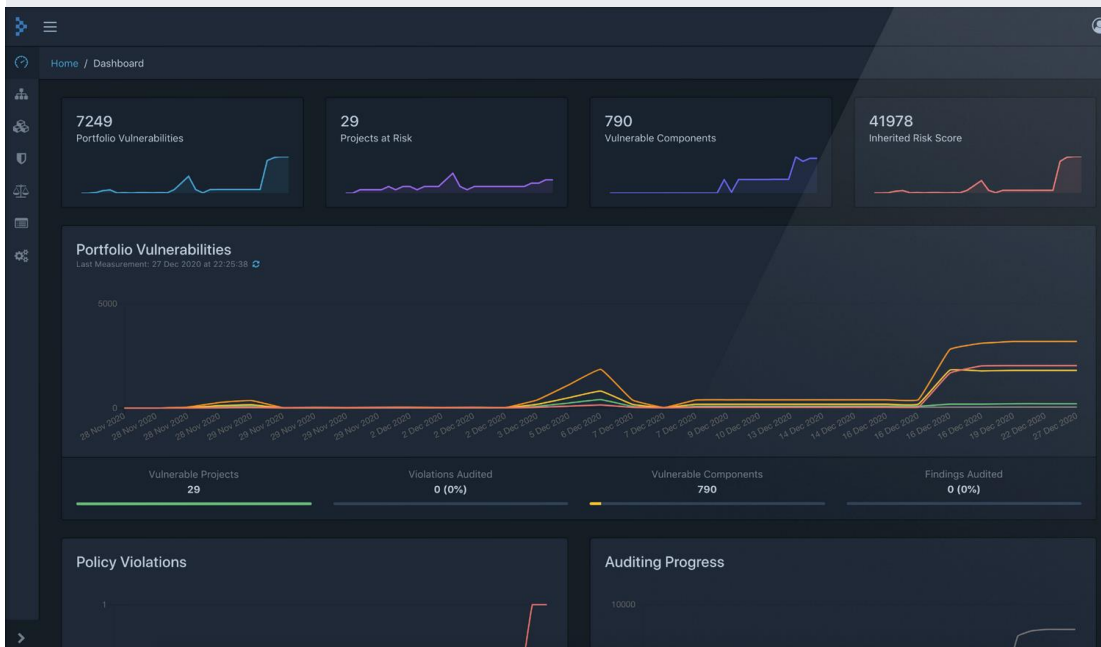 Home / Dashboard
7249
Portfolio Vulnerabilities
29
Projects at Risk
790
Vulnerable Components
41978
Inherited Risk Score
Portfolio Vulnerabilities
Last Measurement: 27 Dec 2020 at 22:25:38
5000
0
28 Nov 2020
28 Nov 2020
28 Nov 2020
28 Nov 2020
29 Nov 2020
29 Nov 2020
29 Nov 2020
29 Nov 2020
2 Dec 2020
2 Dec 2020
2 Dec 2020
2 Dec 2020
3 Dec 2020
5 Dec 2020
6 Dec 2020
7 Dec 2020
7 Dec 2020
7 Dec 2020
9 Dec 2020
10 Dec 2020
13 Dec 2020
14 Dec 2020
14 Dec 2020
16 Dec 2020
16 Dec 2020
16 Dec 2020
16 Dec 2020
19 Dec 2020
22 Dec 2020
27 Dec 2020
Vulnerable Projects
29
Violations Audited
0 (0%)
Vulnerable Components
790
Findings Audited
0 (0%)
Policy Violations
1
Auditing Progress
10000